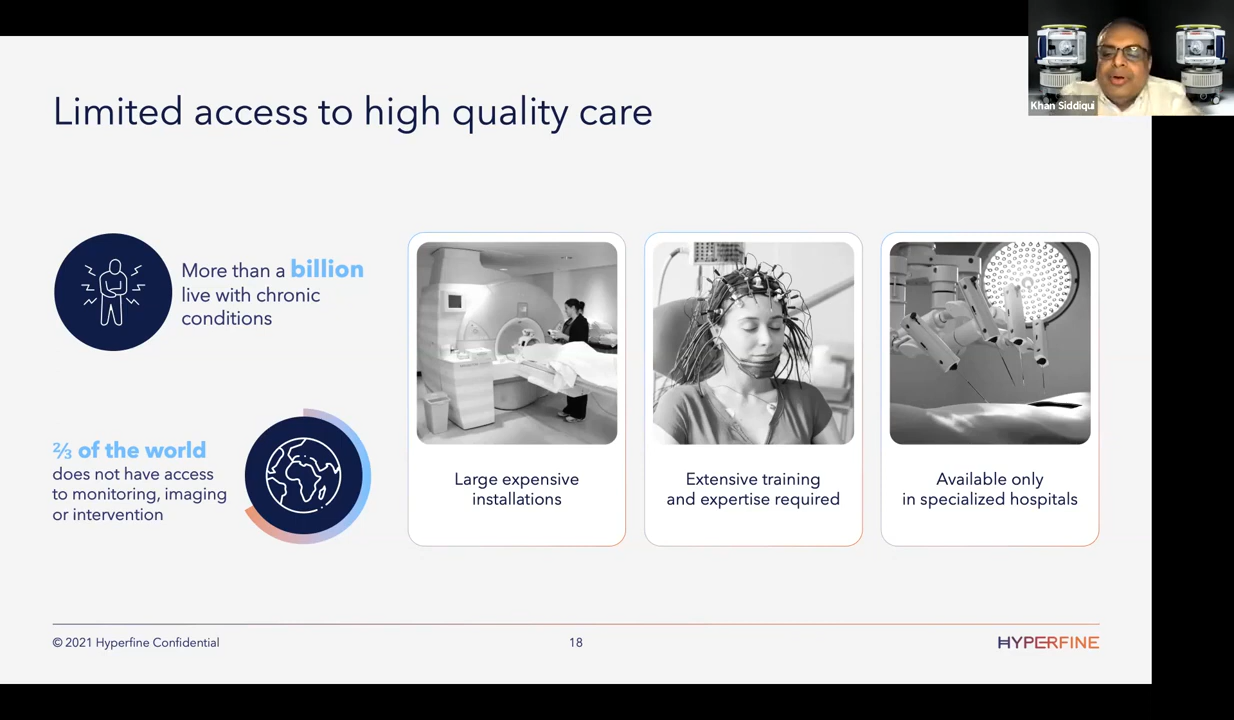 Khan Siddiqui
Limited access to high quality care
More than a billion
live with chronic
conditions
⅔ of the world
does not have access
to monitoring, imaging
or intervention
Large expensive
installations
Extensive training
and expertise required
Available only
in specialized hospitals
© 2021 Hyperfine Confidential
18
HYPERFINE